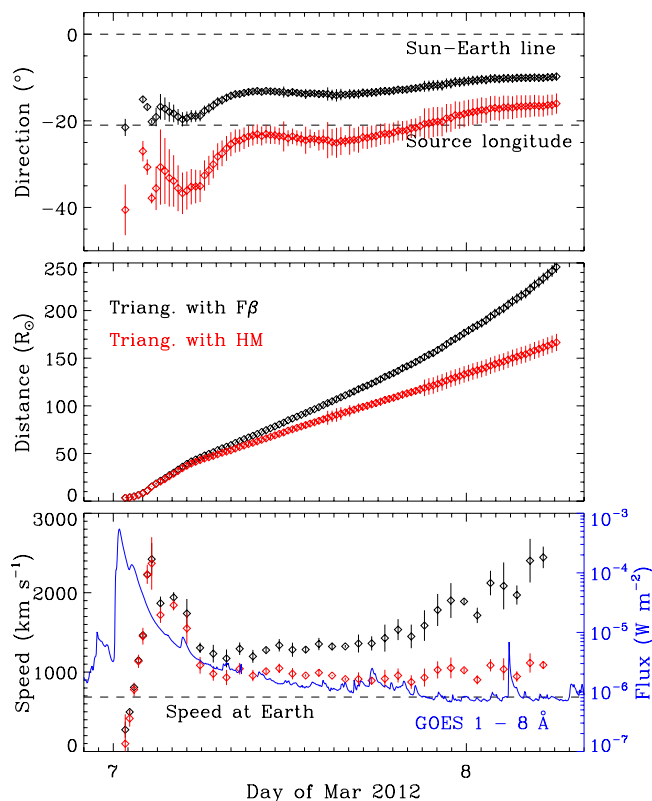 0
Sun−Earth line
−20
Source longitude
−40
Direction (°)
250
200
150
100
50
0
Distance (R☉)
Triang. with Fβ
Triang. with HM
3000
2000
1000
0
Speed (km s⁻¹)
Speed at Earth
GOES 1 − 8 Å
10⁻³
10⁻⁴
10⁻⁵
10⁻⁶
10⁻⁷
Flux (W m⁻²)
7
8
Day of Mar 2012